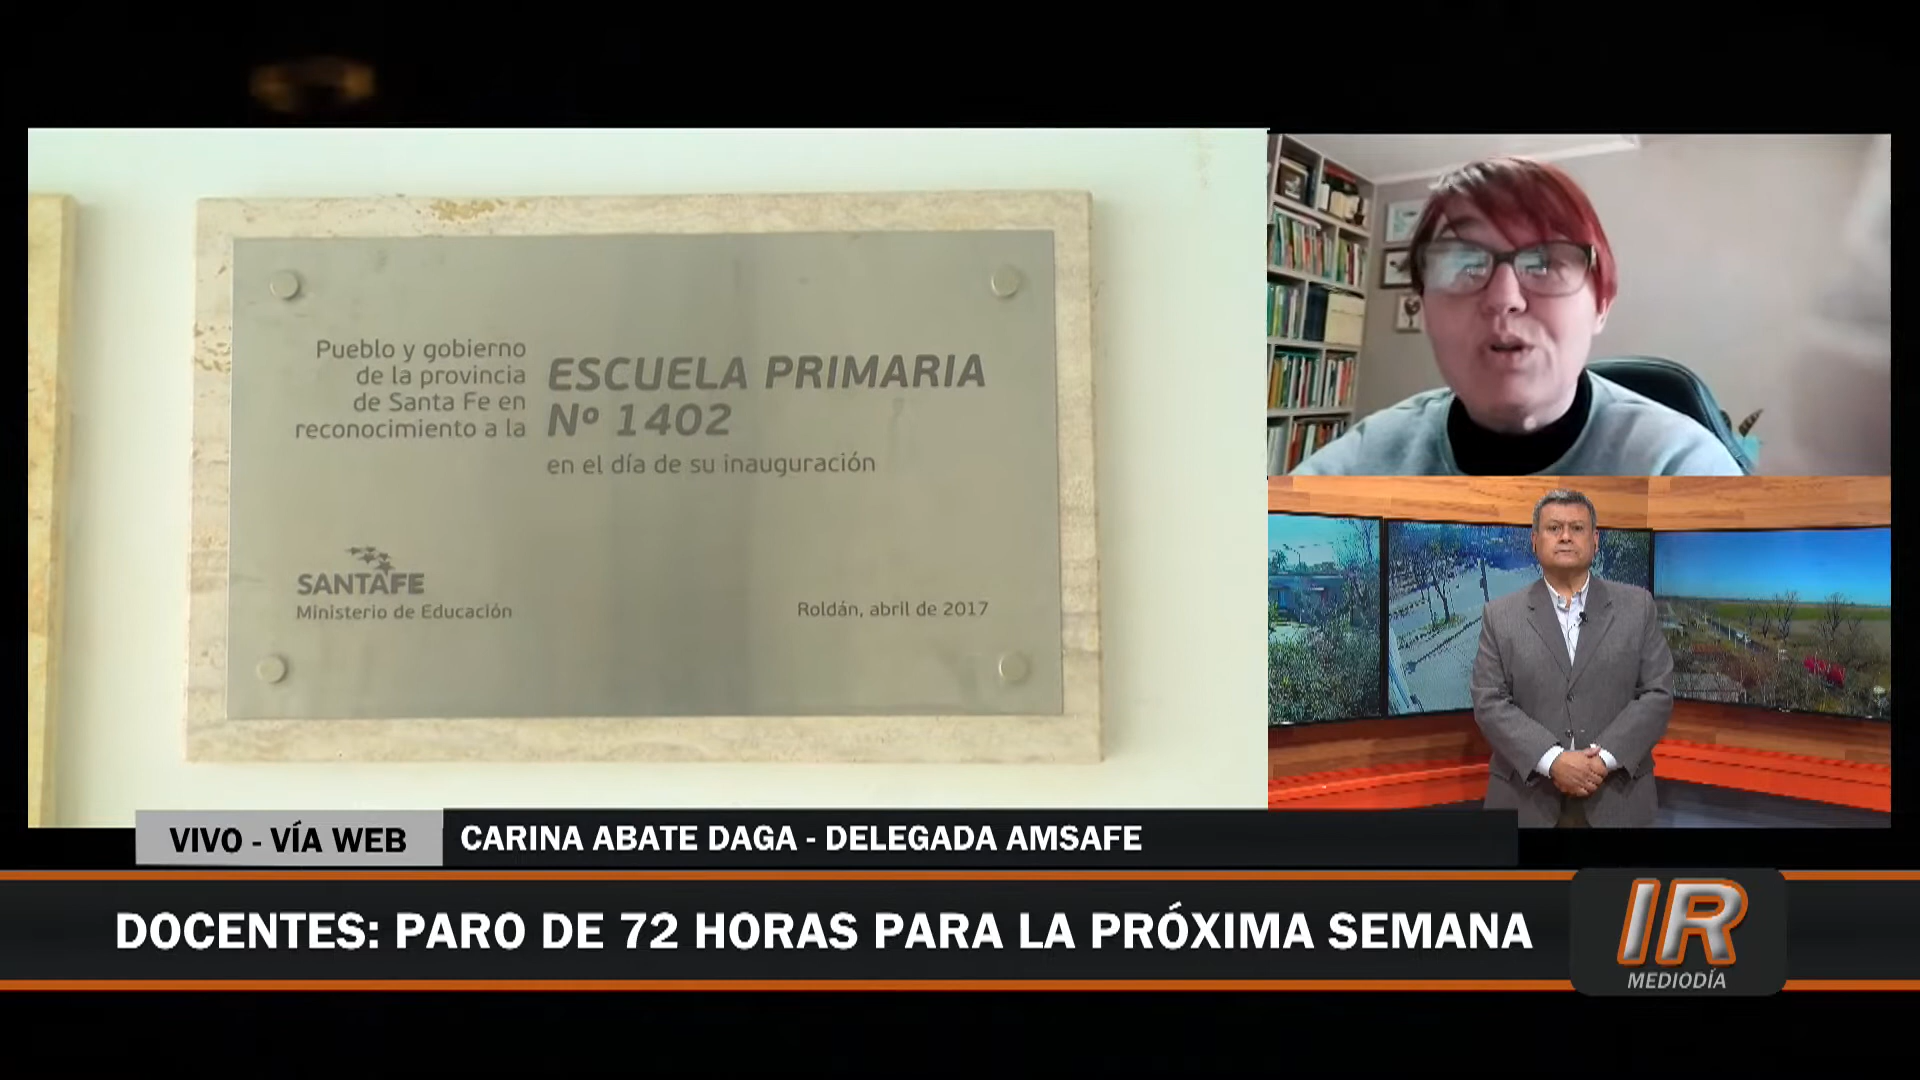 Pueblo y gobierno
de la provincia
de Santa Fe en
reconocimiento a la
ESCUELA PRIMARIA
Nº 1402
en el día de su inauguración
SANTAFE
Ministerio de Educación
Roldán, abril de 2017
VIVO - VÍA WEB
CARINA ABATE DAGA - DELEGADA AMSAFE
DOCENTES: PARO DE 72 HORAS PARA LA PRÓXIMA SEMANA
IR
MEDIODÍA